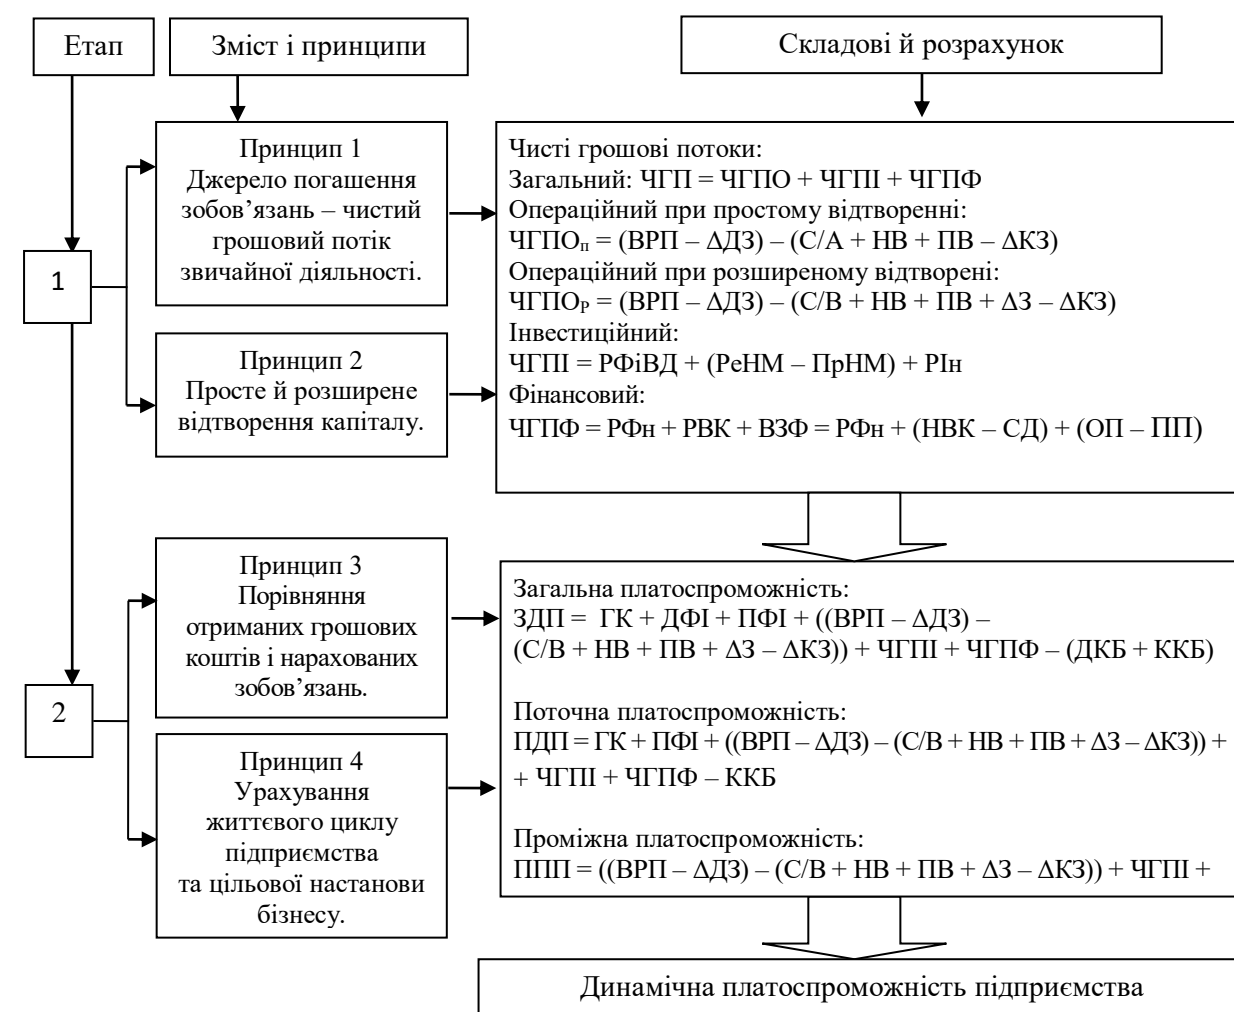 Етап
Зміст і принципи
Складові й розрахунок
1
Принцип 1
Джерело погашення
зобов’язань – чистий
грошовий потік
звичайної діяльності.
Принцип 2
Просте й розширене
відтворення капіталу.
Чисті грошові потоки:
Загальний: ЧГП = ЧГПО + ЧГПІ + ЧГПФ
Операційний при простому відтворенні:
ЧГПОп = (ВРП – ΔДЗ) – (С/А + НВ + ПВ – ΔКЗ)
Операційний при розширеному відтворені:
ЧГПОР = (ВРП – ΔДЗ) – (С/В + НВ + ПВ + ΔЗ – ΔКЗ)
Інвестиційний:
ЧГПІ = РФіВД + (РеНМ – ПрНМ) + РІн
Фінансовий:
ЧГПФ = РФн + РВК + ВЗФ = РФн + (НВК – СД) + (ОП – ПП)
2
Принцип 3
Порівняння
отриманих грошових
коштів і нарахованих
зобов’язань.
Принцип 4
Урахування
життєвого циклу
підприємства
та цільової настанови
бізнесу.
Загальна платоспроможність:
ЗДП = ГК + ДФІ + ПФІ + ((ВРП – ΔДЗ) –
(С/В + НВ + ПВ + ΔЗ – ΔКЗ)) + ЧГПІ + ЧГПФ – (ДКБ + ККБ)
Поточна платоспроможність:
ПДП = ГК + ПФІ + ((ВРП – ΔДЗ) – (С/В + НВ + ПВ + ΔЗ – ΔКЗ)) +
+ ЧГПІ + ЧГПФ – ККБ
Проміжна платоспроможність:
ППП = ((ВРП – ΔДЗ) – (С/В + НВ + ПВ + ΔЗ – ΔКЗ)) + ЧГПІ +
Динамічна платоспроможність підприємства